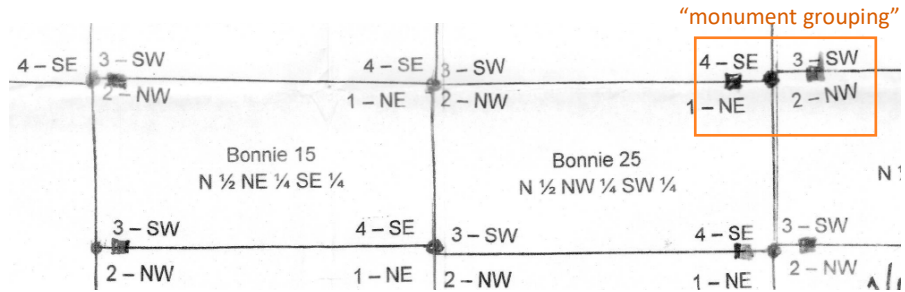 “monument grouping”
4 – SE 3 – SW 4 – SE 3 – SW 4 – SE 3 – SW
2 – NW 1 – NE 2 – NW 1 – NE 2 – NW
Bonnie 15 Bonnie 25
N ½ NE ¼ SE ¼ N ½ NW ¼ SW ¼ N
3 – SW 4 – SE 3 – SW 4 – SE 3 – SW
2 – NW 1 – NE 2 – NW 1 – NE 2 – NW